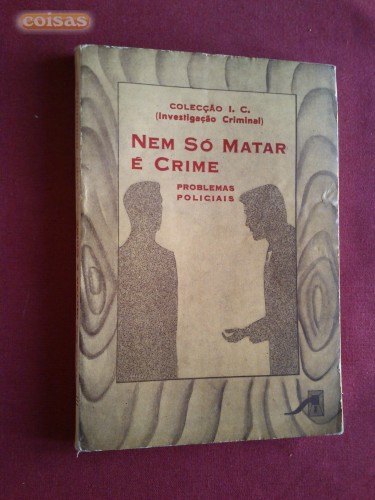 coisas
COLECÇÃO I. C.
(Investigação Criminal)
NEM SÓ MATAR
É CRIME
PROBLEMAS
POLICIAIS